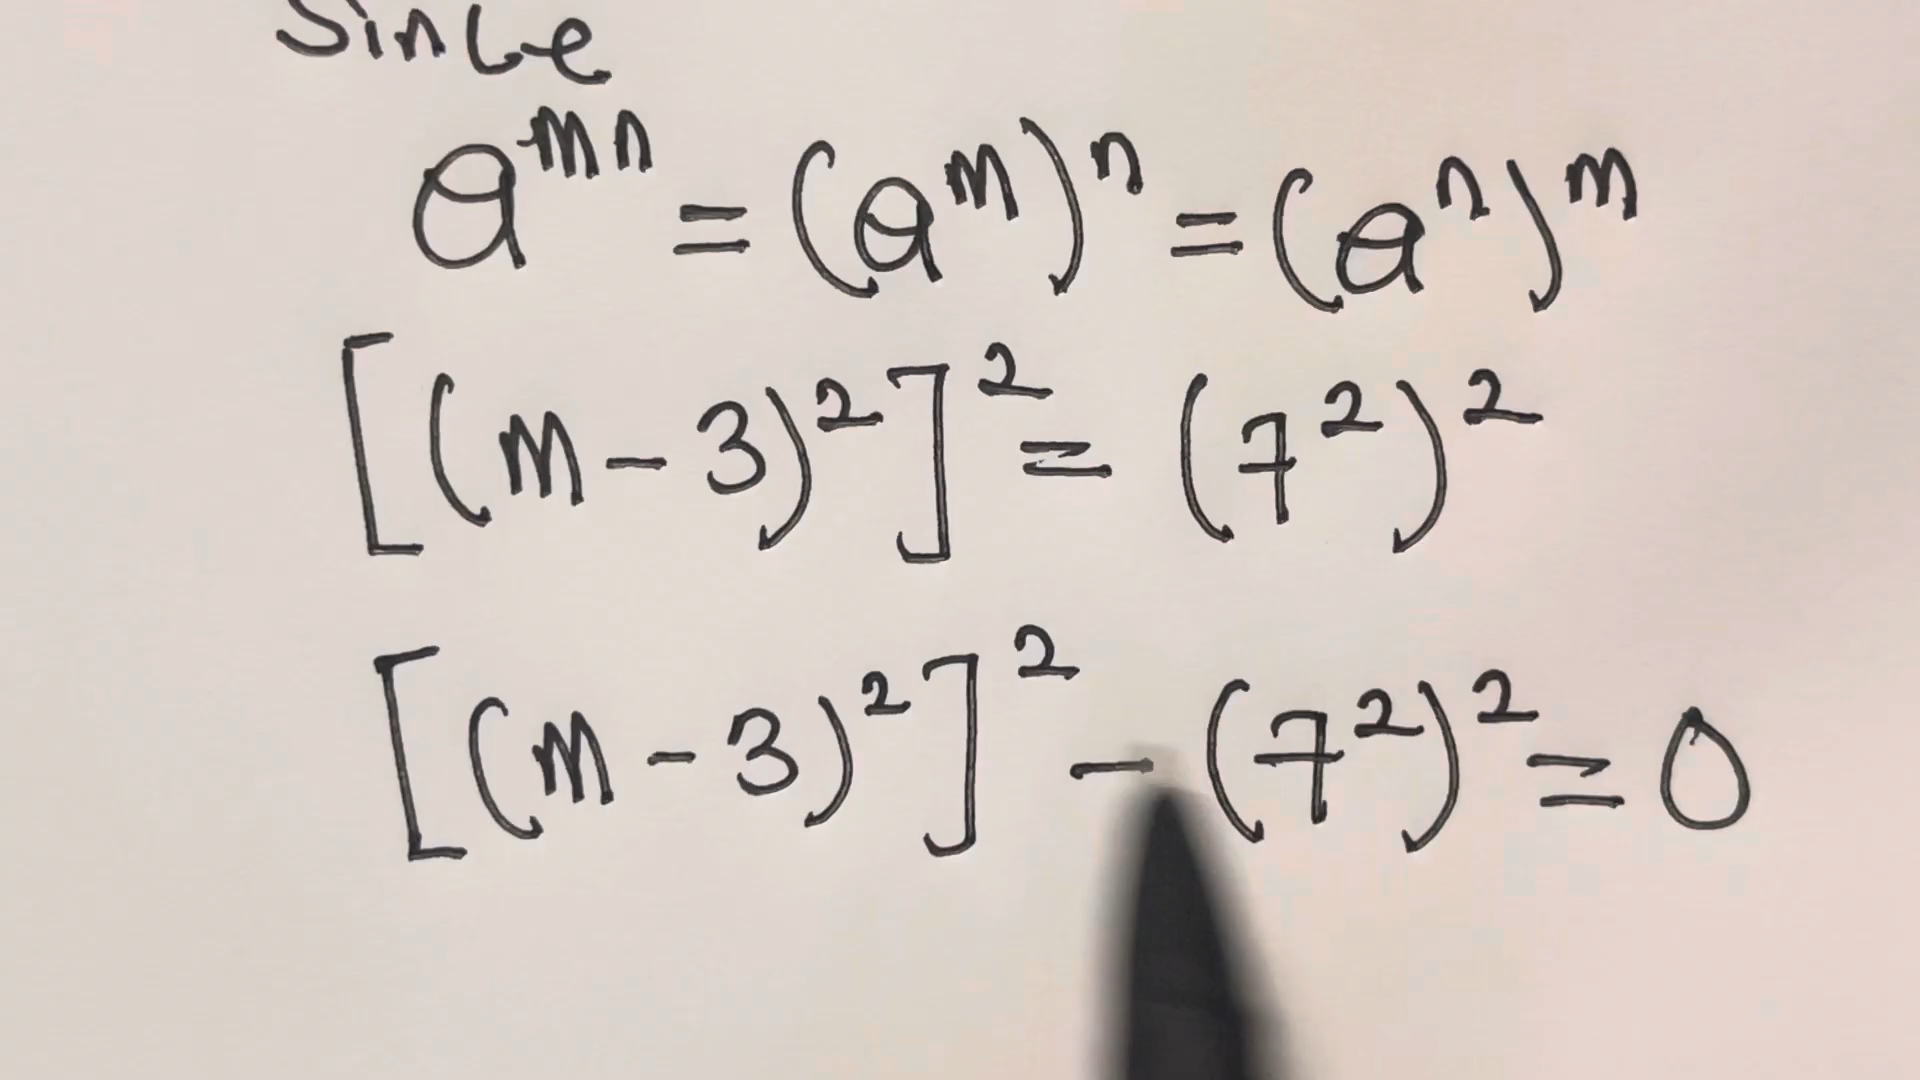 Since
a^mn = (a^m)^n = (a^n)^m
[(m-3)^2]^2 = (7^2)^2
[(m-3)^2]^2 - (7^2)^2 = 0